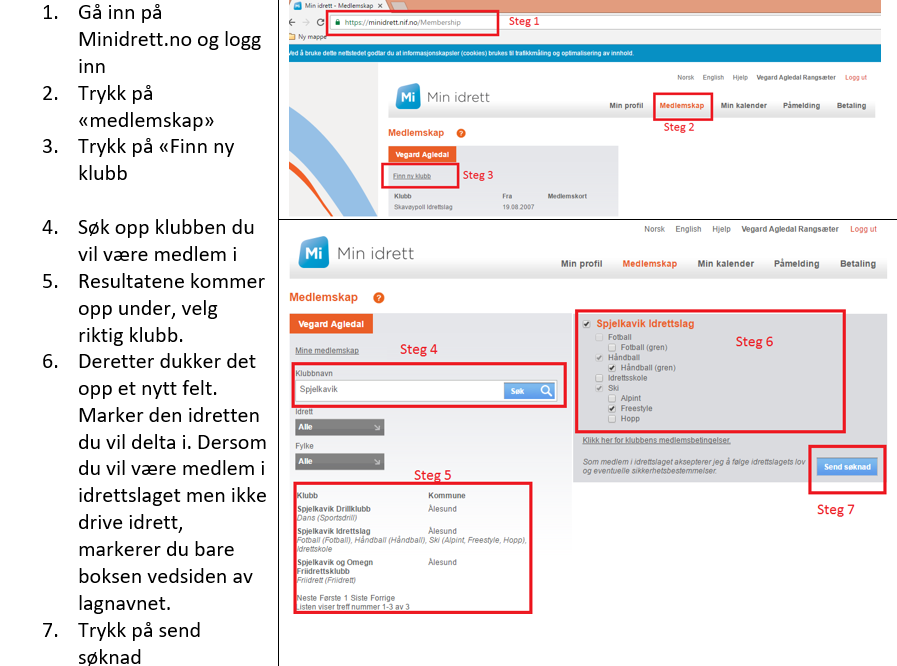 1. Gå inn på
Minidrett.no og logg
inn
2. Trykk på
«medlemskap»
3. Trykk på «Finn ny
klubb
4. Søk opp klubben du
vil være medlem i
5. Resultatene kommer
opp under, velg
riktig klubb.
6. Deretter dukker det
opp et nytt felt.
Marker den idretten
du vil delta i. Dersom
du vil være medlem i
idrettslaget men ikke
drive idrett,
markerer du bare
boksen vedsiden av
lagnavnet.
7. Trykk på send
søknad
Min idrett - Medlemskap
https://minidrett.nif.no/Membership
Steg 1
Ny mappe
Ved å bruke dette nettstedet godtar du at informasjonskapsler (cookies) brukes til trafikkmåling og optimalisering av innhold.
Norsk English Hjelp Vegard Agledal Rangsæter Logg ut
Mi Min idrett
Min profil Medlemskap Min kalender Påmelding Betaling
Steg 2
Medlemskap ?
Vegard Agledal
Finn ny klubb
Steg 3
Klubb Fra Medlemskort
Skavøypoll Idrettslag 19.08.2007
Norsk English Hjelp Vegard Agledal Rangsæter Logg ut
Mi Min idrett
Min profil Medlemskap Min kalender Påmelding Betaling
Medlemskap ?
Vegard Agledal
Mine medlemskap
Steg 4
Klubbnavn
Spjelkavik Søk
Idrett
Alle
Fylke
Alle
Steg 5
Klubb Kommune
Spjelkavik Drillklubb Ålesund
Dans (Sportsdrill)
Spjelkavik Idrettslag Ålesund
Fotball (Fotball), Håndball (Håndball), Ski (Alpint, Freestyle, Hopp),
Idrettskole
Spjelkavik og Omegn Ålesund
Friidrettsklubb
Friidrett (Friidrett)
Neste Første 1 Siste Forrige
Listen viser treff nummer 1-3 av 3
Spjelkavik Idrettslag
Steg 6
Fotball
Fotball (gren)
Håndball
Håndball (gren)
Idrettsskole
Ski
Alpint
Freestyle
Hopp
Klikk her for klubbens medlemsbetingelser.
Som medlem i idrettslaget aksepterer jeg å følge idrettslagets lov
og eventuelle sikkerhetsbestemmelser.
Send søknad
Steg 7